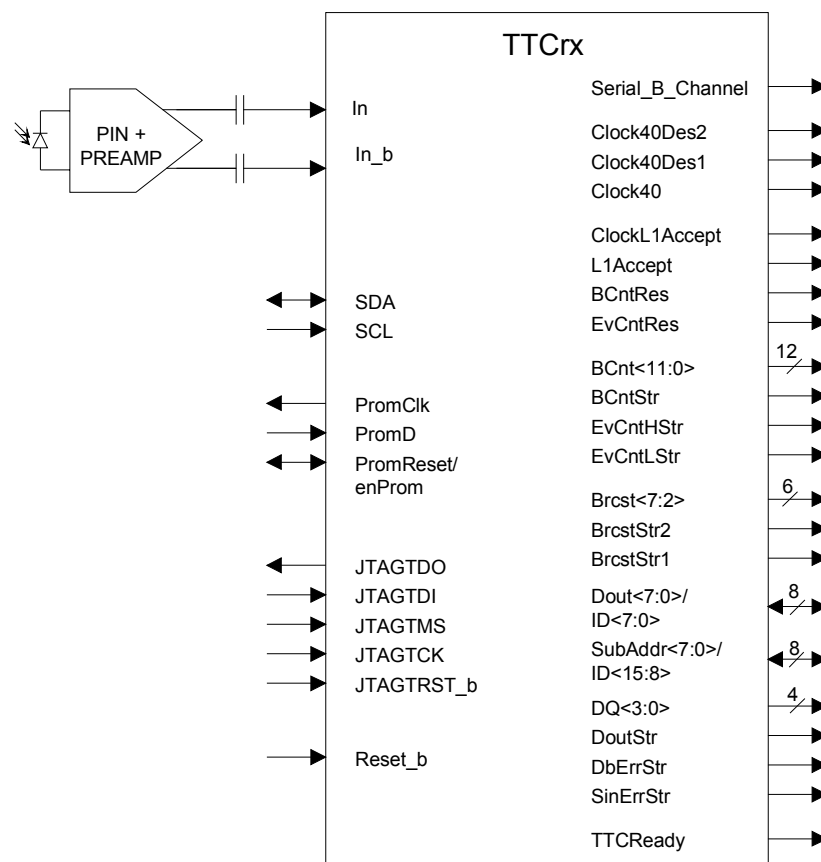 TTCrx
PIN +
PREAMP
In
In_b
SDA
SCL
PromClk
PromD
PromReset/
enProm
JTAGTDO
JTAGTDI
JTAGTMS
JTAGTCK
JTAGTRST_b
Reset_b
Serial_B_Channel
Clock40Des2
Clock40Des1
Clock40
ClockL1Accept
L1Accept
BCntRes
EvCntRes
BCnt<11:0>
12
BCntStr
EvCntHStr
EvCntLStr
Brcst<7:2>
6
BrcstStr2
BrcstStr1
Dout<7:0>/
ID<7:0>
8
SubAddr<7:0>/
ID<15:8>
8
DQ<3:0>
4
DoutStr
DbErrStr
SinErrStr
TTCReady